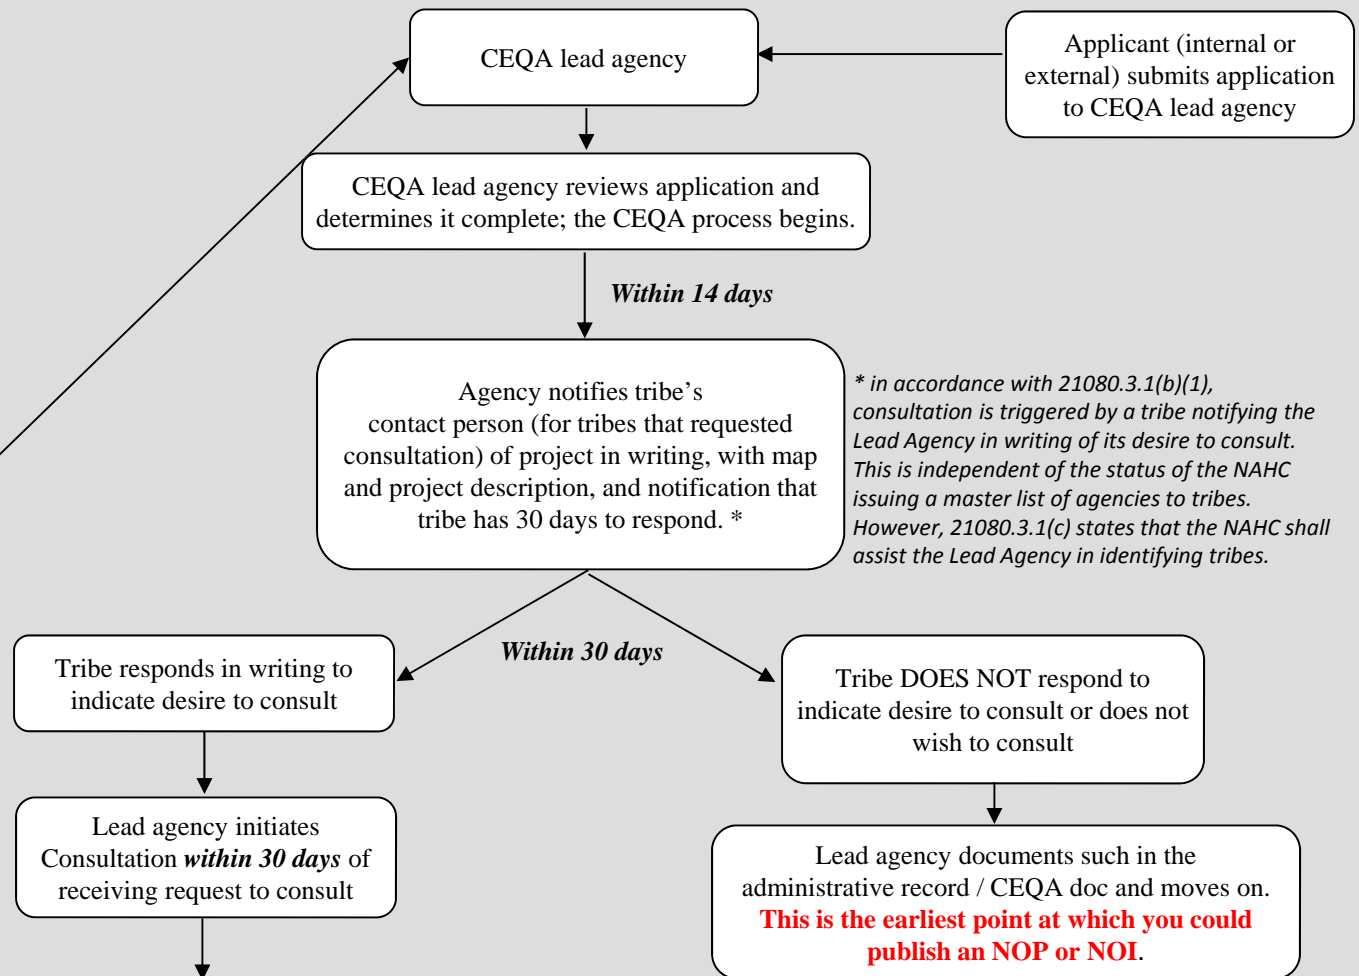 CEQA lead agency
Applicant (internal or
external) submits application
to CEQA lead agency
CEQA lead agency reviews application and
determines it complete; the CEQA process begins.
Within 14 days
Agency notifies tribe’s
contact person (for tribes that requested
consultation) of project in writing, with map
and project description, and notification that
tribe has 30 days to respond. *
* in accordance with 21080.3.1(b)(1),
consultation is triggered by a tribe notifying the
Lead Agency in writing of its desire to consult.
This is independent of the status of the NAHC
issuing a master list of agencies to tribes.
However, 21080.3.1(c) states that the NAHC shall
assist the Lead Agency in identifying tribes.
Within 30 days
Tribe responds in writing to
indicate desire to consult
Tribe DOES NOT respond to
indicate desire to consult or does not
wish to consult
Lead agency initiates
Consultation within 30 days of
receiving request to consult
Lead agency documents such in the
administrative record / CEQA doc and moves on.
This is the earliest point at which you could
publish an NOP or NOI.